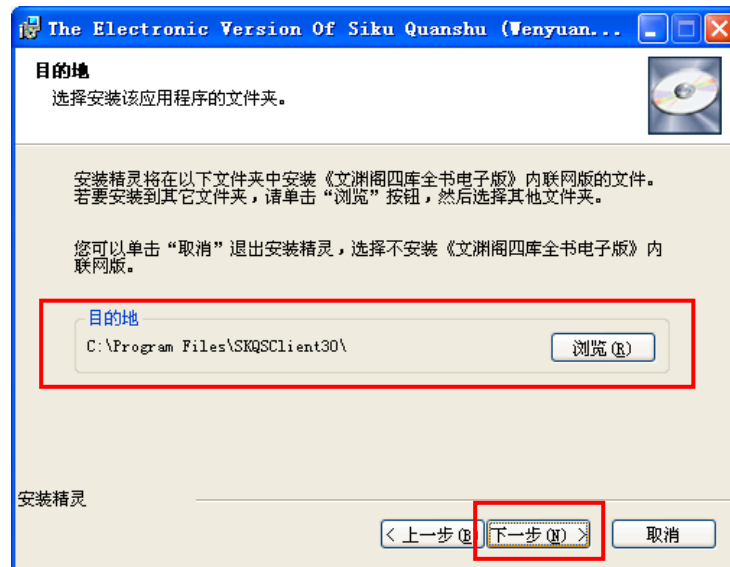 The Electronic Version Of Siku Quanshu (Wenyuan...
目的地
选择安装该应用程序的文件夹。
安装精灵将在以下文件夹中安装《文渊阁四库全书电子版》内联网版的文件。
若要安装到其它文件夹，请单击“浏览”按钮，然后选择其他文件夹。
您可以单击“取消”退出安装精灵，选择不安装《文渊阁四库全书电子版》内
联网版。
目的地
C:\Program Files\SKQSClient30\
浏览(R)
安装精灵
< 上一步(B)
下一步(N) >
取消